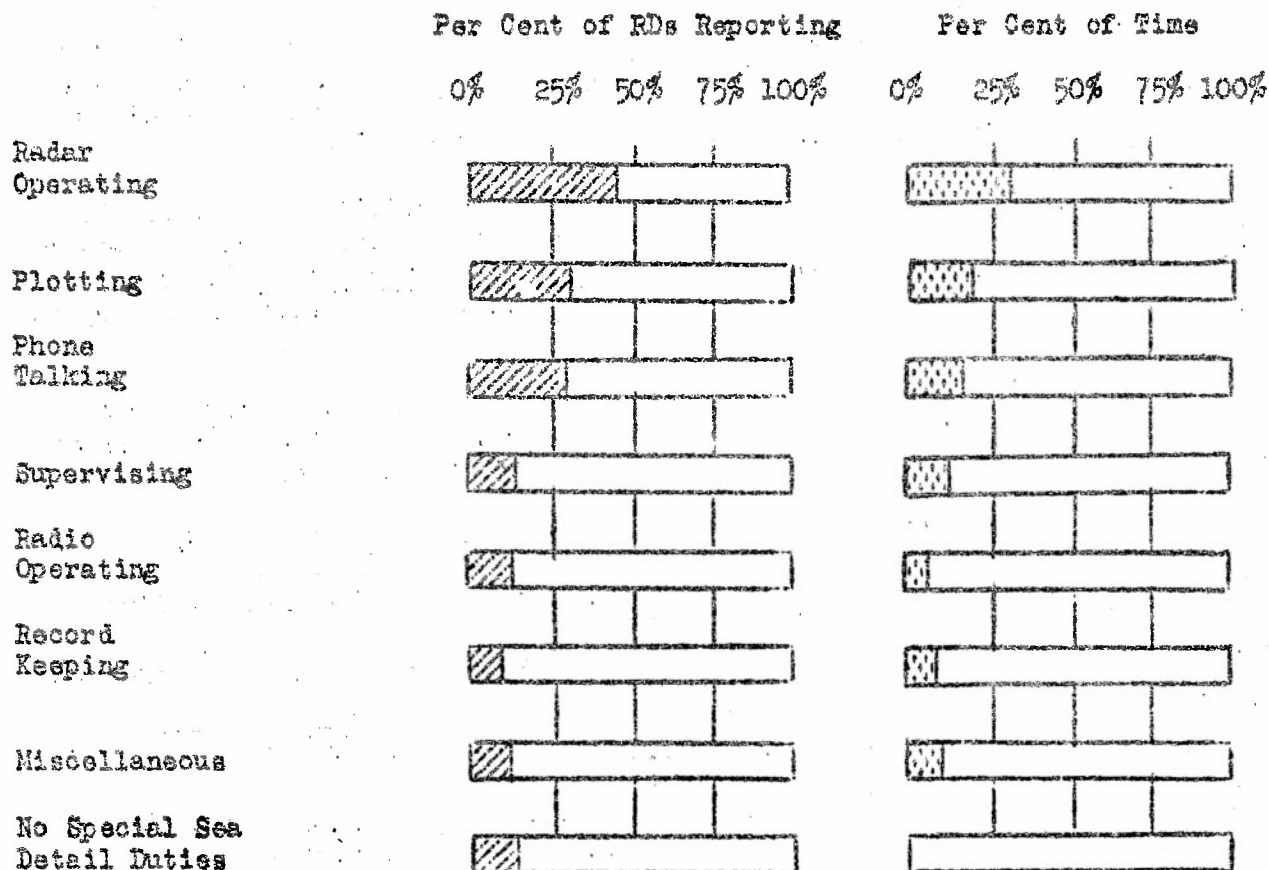 Per Cent of RDs Reporting Per Cent of Time
0% 25% 50% 75% 100% 0% 25% 50% 75% 100%
Radar
Operating
Plotting
Phone
Talking
Supervising
Radio
Operating
Record
Keeping
Miscellaneous
No Special Sea
Detail Duties